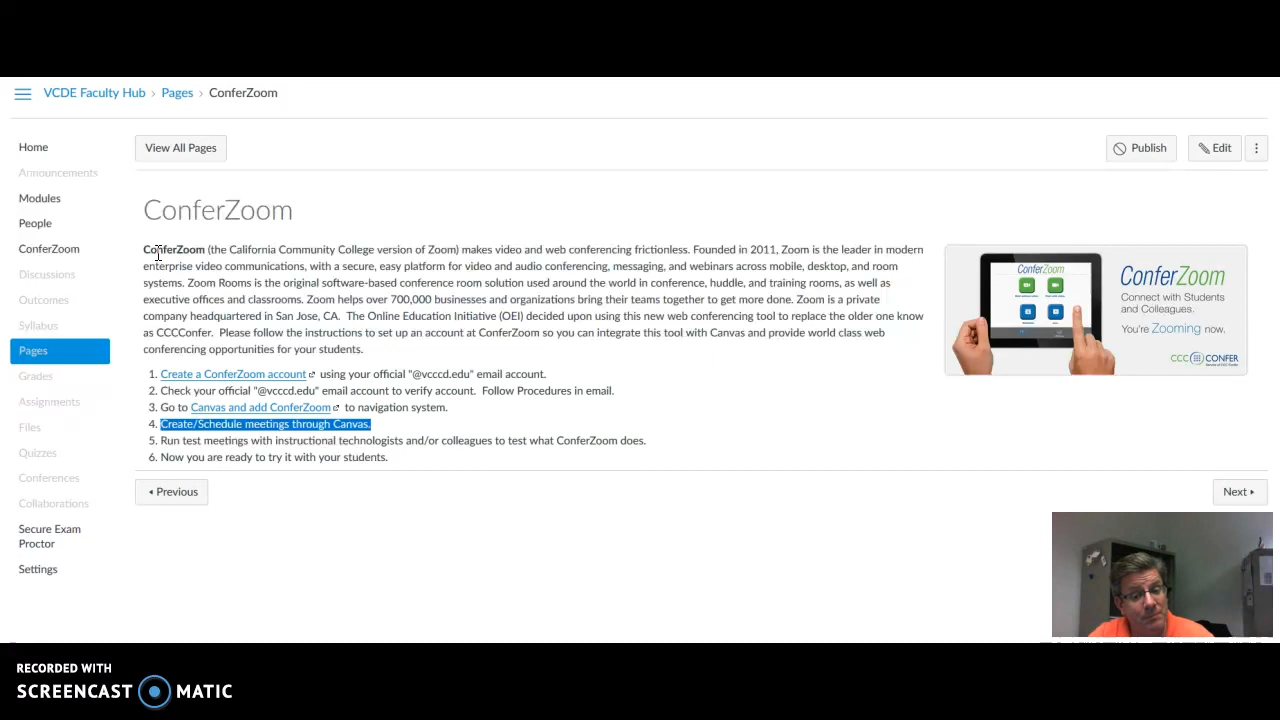 VCDE Faculty Hub › Pages › ConferZoom
Home
Announcements
Modules
People
ConferZoom
Discussions
Outcomes
Syllabus
Pages
Grades
Assignments
Files
Quizzes
Conferences
Collaborations
Secure Exam
Proctor
Settings
View All Pages
Publish
Edit
ConferZoom
ConferZoom (the California Community College version of Zoom) makes video and web conferencing frictionless. Founded in 2011, Zoom is the leader in modern
enterprise video communications, with a secure, easy platform for video and audio conferencing, messaging, and webinars across mobile, desktop, and room
systems. Zoom Rooms is the original software-based conference room solution used around the world in conference, huddle, and training rooms, as well as
executive offices and classrooms. Zoom helps over 700,000 businesses and organizations bring their teams together to get more done. Zoom is a private
company headquartered in San Jose, CA. The Online Education Initiative (OEI) decided upon using this new web conferencing tool to replace the older one know
as CCCConfer. Please follow the instructions to set up an account at ConferZoom so you can integrate this tool with Canvas and provide world class web
conferencing opportunities for your students.
1. Create a ConferZoom account using your official "@vcccd.edu" email account.
2. Check your official "@vcccd.edu" email account to verify account. Follow Procedures in email.
3. Go to Canvas and add ConferZoom to navigation system.
4. Create/Schedule meetings through Canvas.
5. Run test meetings with instructional technologists and/or colleagues to test what ConferZoom does.
6. Now you are ready to try it with your students.
ConferZoom
ConferZoom
Connect with Students
and Colleagues.
You're Zooming now.
CCC CONFER
Previous
Next
RECORDED WITH
SCREENCAST MATIC